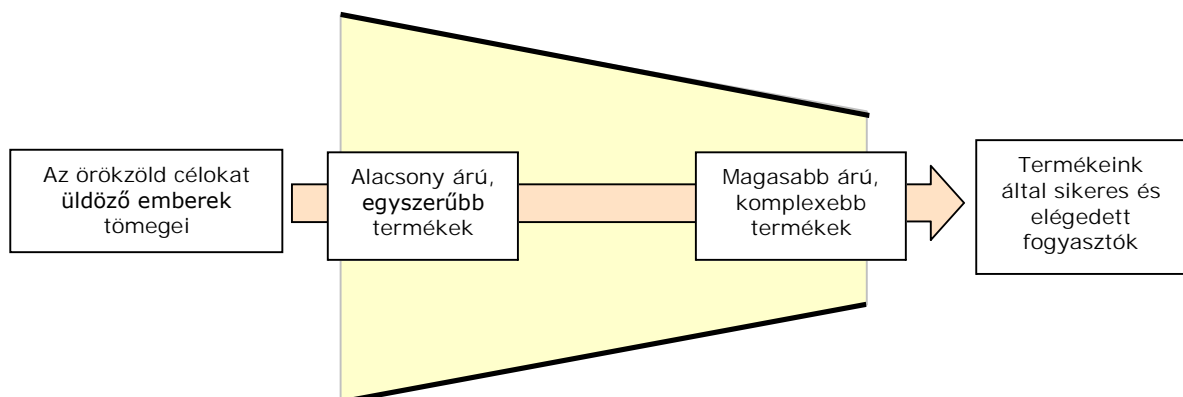 Az örökzöld célokat
üldöző emberek
tömegei
Alacsony árú,
egyszerűbb
termékek
Magasabb árú,
komplexebb
termékek
Termékeink
által sikeres és
elégedett
fogyasztók